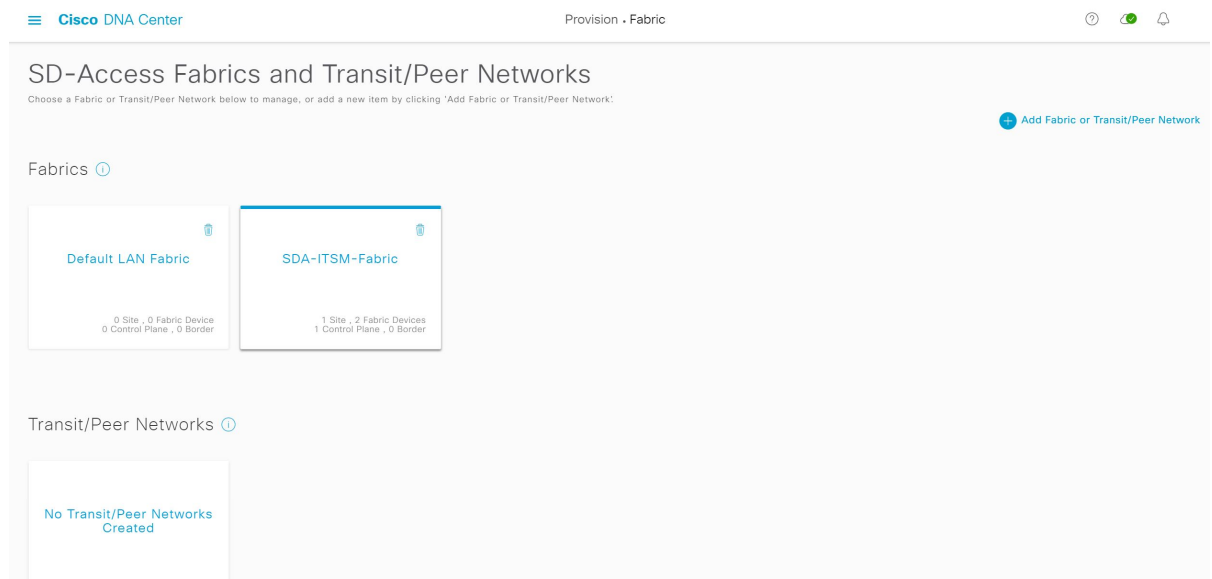 Cisco DNA Center
Provision • Fabric
SD-Access Fabrics and Transit/Peer Networks
Choose a Fabric or Transit/Peer Network below to manage, or add a new item by clicking 'Add Fabric or Transit/Peer Network'.
Add Fabric or Transit/Peer Network
Fabrics
Default LAN Fabric
0 Site , 0 Fabric Device
0 Control Plane , 0 Border
SDA-ITSM-Fabric
1 Site , 2 Fabric Devices
1 Control Plane , 0 Border
Transit/Peer Networks
No Transit/Peer Networks
Created